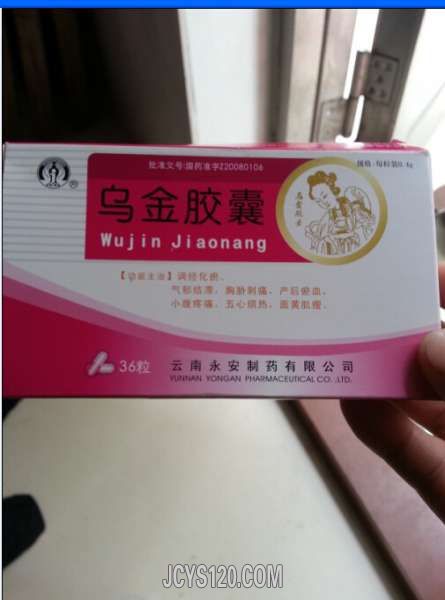 批准文号:国药准字Z20080106
规格:每粒装0.4g
乌金胶囊
Wujin Jiaonang
【功能主治】调经化瘀。
气郁结滞,胸胁刺痛,产后瘀血,
小腹疼痛,五心烦热,面黄肌瘦。
36粒
云南永安制药有限公司
YUNNAN YONGAN PHARMACEUTICAL CO.,LTD.
JCYS120.COM